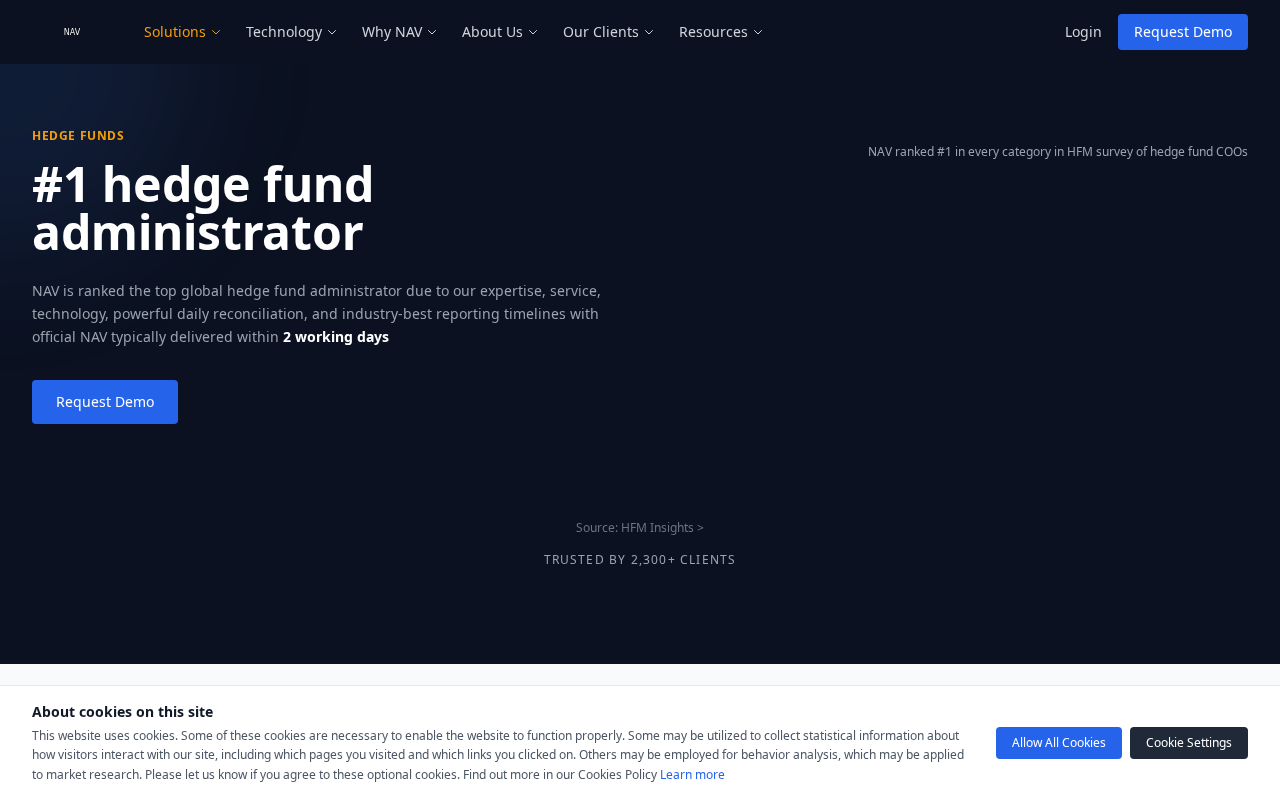 NAV
Solutions
Technology
Why NAV
About Us
Our Clients
Resources
Login
Request Demo
HEDGE FUNDS
#1 hedge fund
administrator
NAV is ranked the top global hedge fund administrator due to our expertise, service,
technology, powerful daily reconciliation, and industry-best reporting timelines with
official NAV typically delivered within 2 working days
Request Demo
NAV ranked #1 in every category in HFM survey of hedge fund COOs
Source: HFM Insights >
TRUSTED BY 2,300+ CLIENTS
About cookies on this site
This website uses cookies. Some of these cookies are necessary to enable the website to function properly. Some may be utilized to collect statistical information about
how visitors interact with our site, including which pages you visited and which links you clicked on. Others may be employed for behavior analysis, which may be applied
to market research. Please let us know if you agree to these optional cookies. Find out more in our Cookies Policy Learn more
Allow All Cookies
Cookie Settings